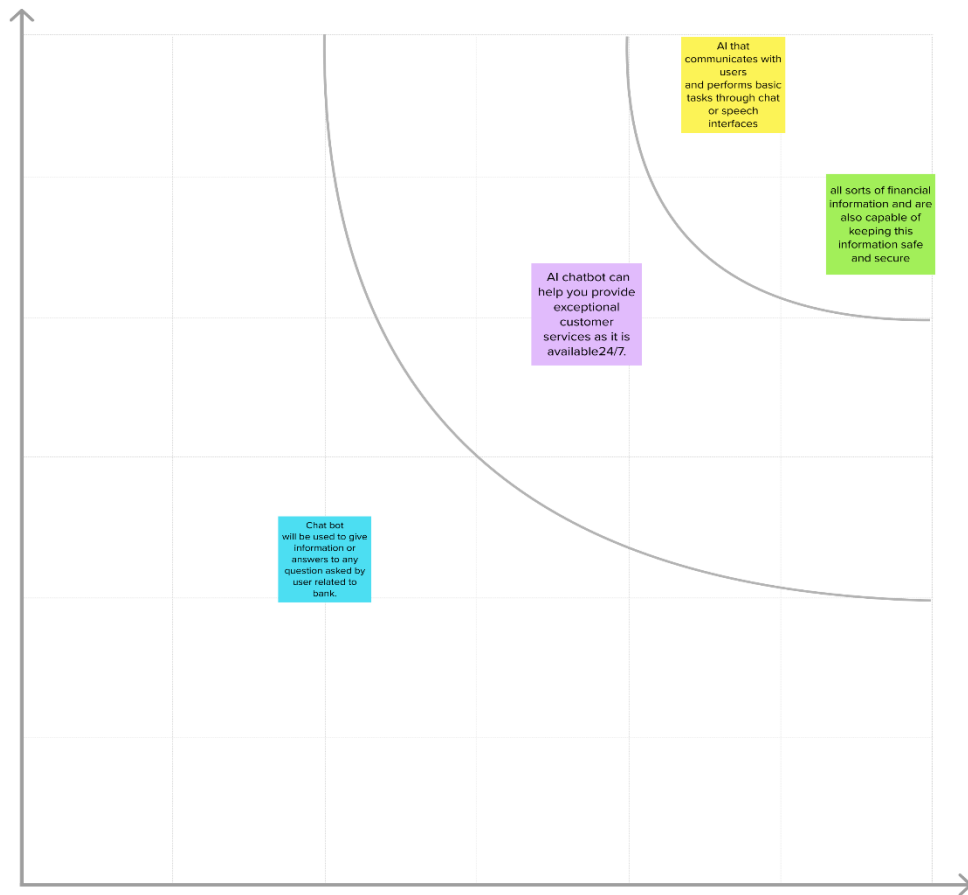 AI that
communicates with
users
and performs basic
tasks through chat
or speech
interfaces
all sorts of financial
information and are
also capable of
keeping this
information safe
and secure
AI chatbot can
help you provide
exceptional
customer
services as it is
available24/7.
Chat bot
will be used to give
information or
answers to any
question asked by
user related to
bank.